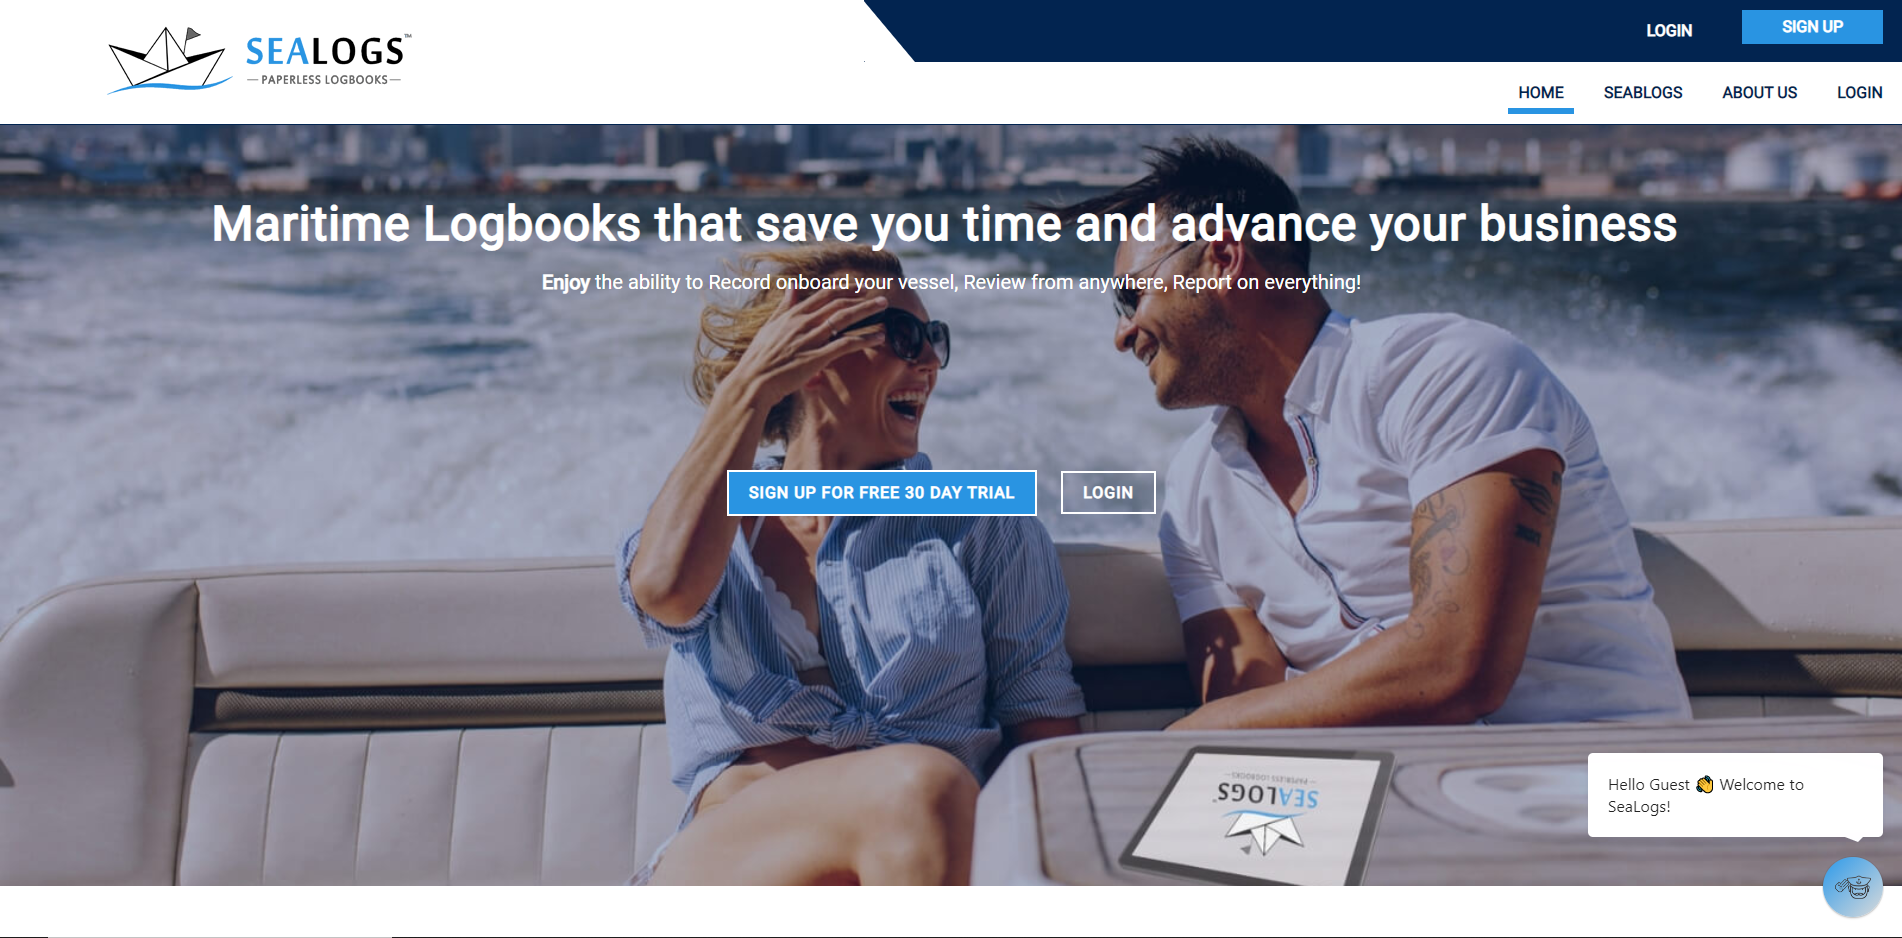 SEALOGS™
PAPERLESS LOGBOOKS
LOGIN
SIGN UP
HOME
SEABLOGS
ABOUT US
LOGIN
Maritime Logbooks that save you time and advance your business
Enjoy the ability to Record onboard your vessel, Review from anywhere, Report on everything!
SIGN UP FOR FREE 30 DAY TRIAL
LOGIN
PAPERLESS LOGBOOKS
SEALOGS
Hello Guest 👋 Welcome to
SeaLogs!